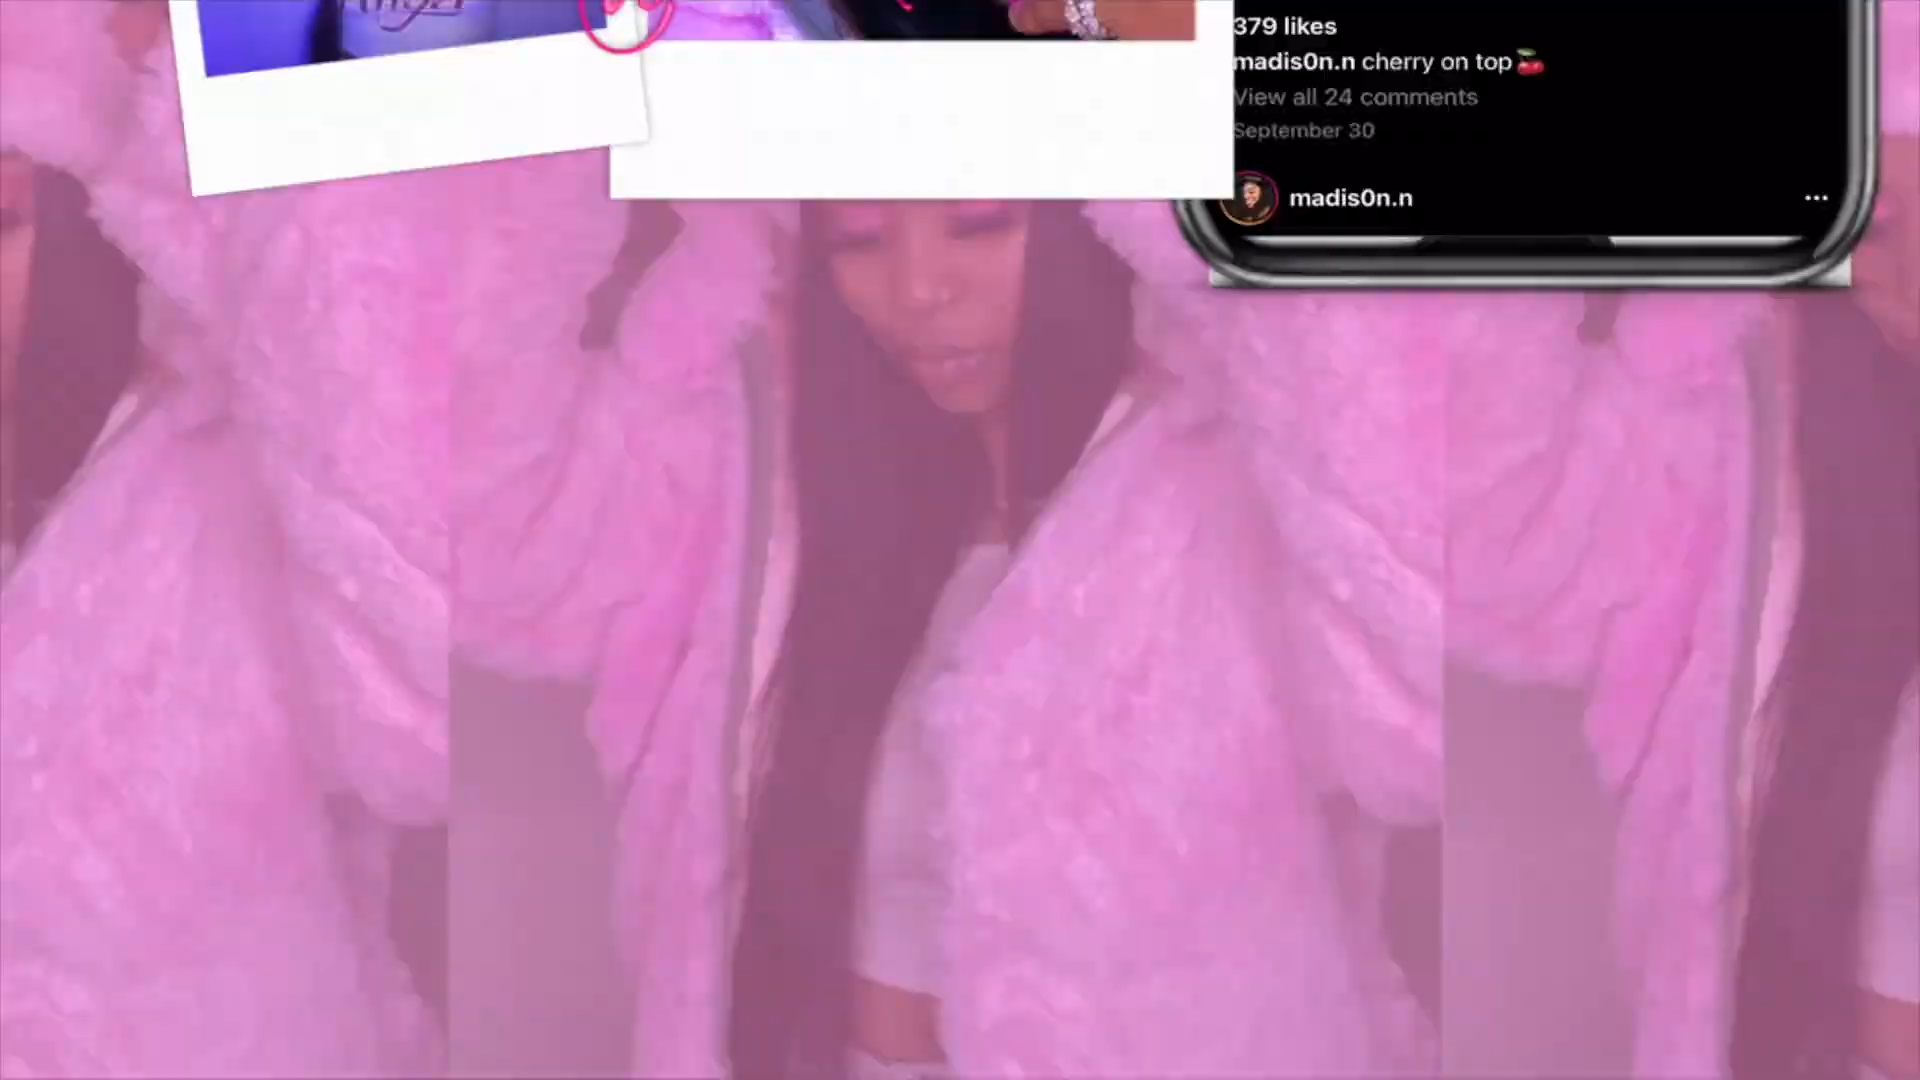 379 likes
madis0n.n cherry on top🍒
View all 24 comments
September 30
madis0n.n